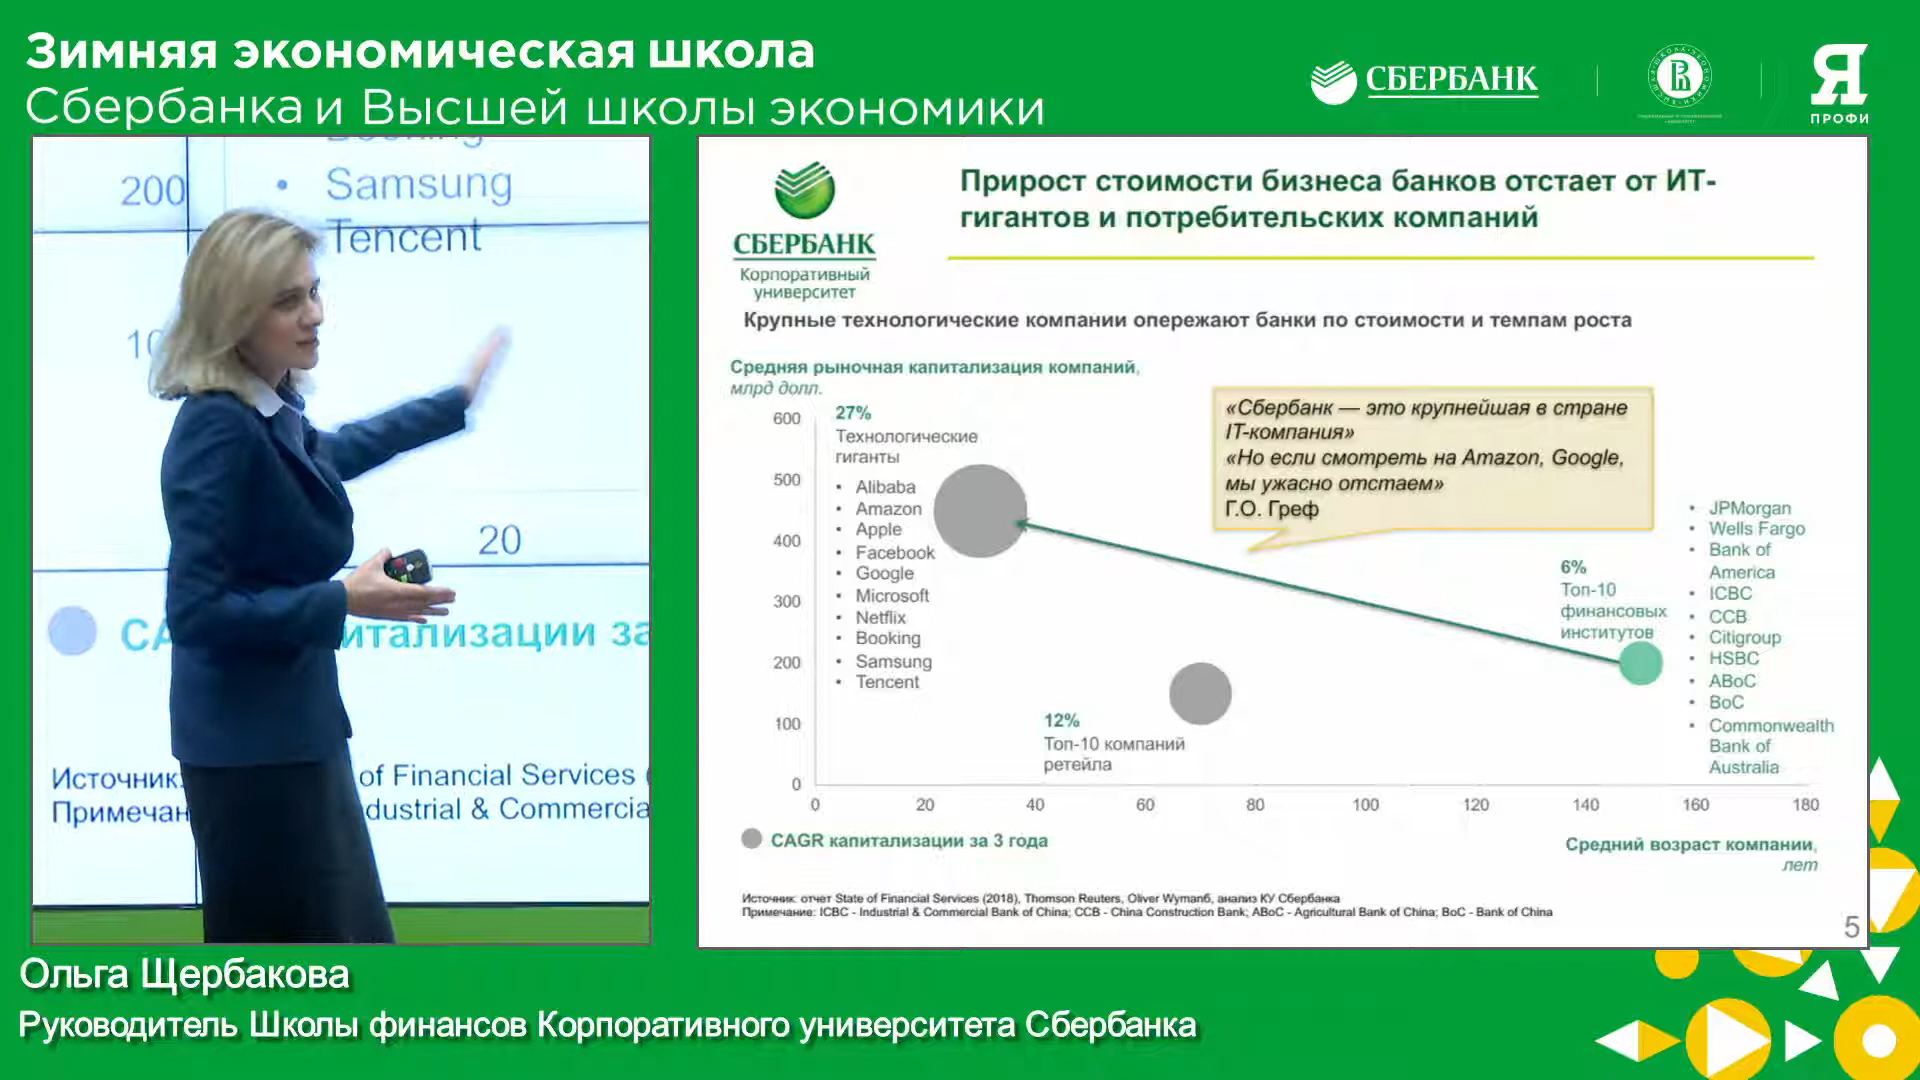 Зимняя экономическая школа
Сбербанка и Высшей школы экономики
СБЕРБАНК
Я
ПРОФИ
200
• Samsung
Tencent
10
20
итализации за
Источник
of Financial Services
Примечан
dustrial & Commercia
СБЕРБАНК
Корпоративный
университет
Прирост стоимости бизнеса банков отстает от ИТ-
гигантов и потребительских компаний
Крупные технологические компании опережают банки по стоимости и темпам роста
Средняя рыночная капитализация компаний,
млрд долл.
600
500
400
300
200
100
0
27%
Технологические
гиганты
• Alibaba
• Amazon
• Apple
• Facebook
• Google
• Microsoft
• Netflix
• Booking
• Samsung
• Tencent
«Сбербанк — это крупнейшая в стране
IT-компания»
«Но если смотреть на Amazon, Google,
мы ужасно отстаем»
Г.О. Греф
12%
Топ-10 компаний
ретейла
6%
Топ-10
финансовых
институтов
• JPMorgan
• Wells Fargo
• Bank of
America
• ICBC
• CCB
• Citigroup
• HSBC
• ABoC
• BoC
• Commonwealth
Bank of
Australia
0 20 40 60 80 100 120 140 160 180
CAGR капитализации за 3 года
Средний возраст компании,
лет
Источник: отчет State of Financial Services (2018), Thomson Reuters, Oliver Wymanб, анализ КУ Сбербанка
Примечание: ICBC - Industrial & Commercial Bank of China; CCB - China Construction Bank; ABoC - Agricultural Bank of China; BoC - Bank of China
5
Ольга Щербакова
Руководитель Школы финансов Корпоративного университета Сбербанка